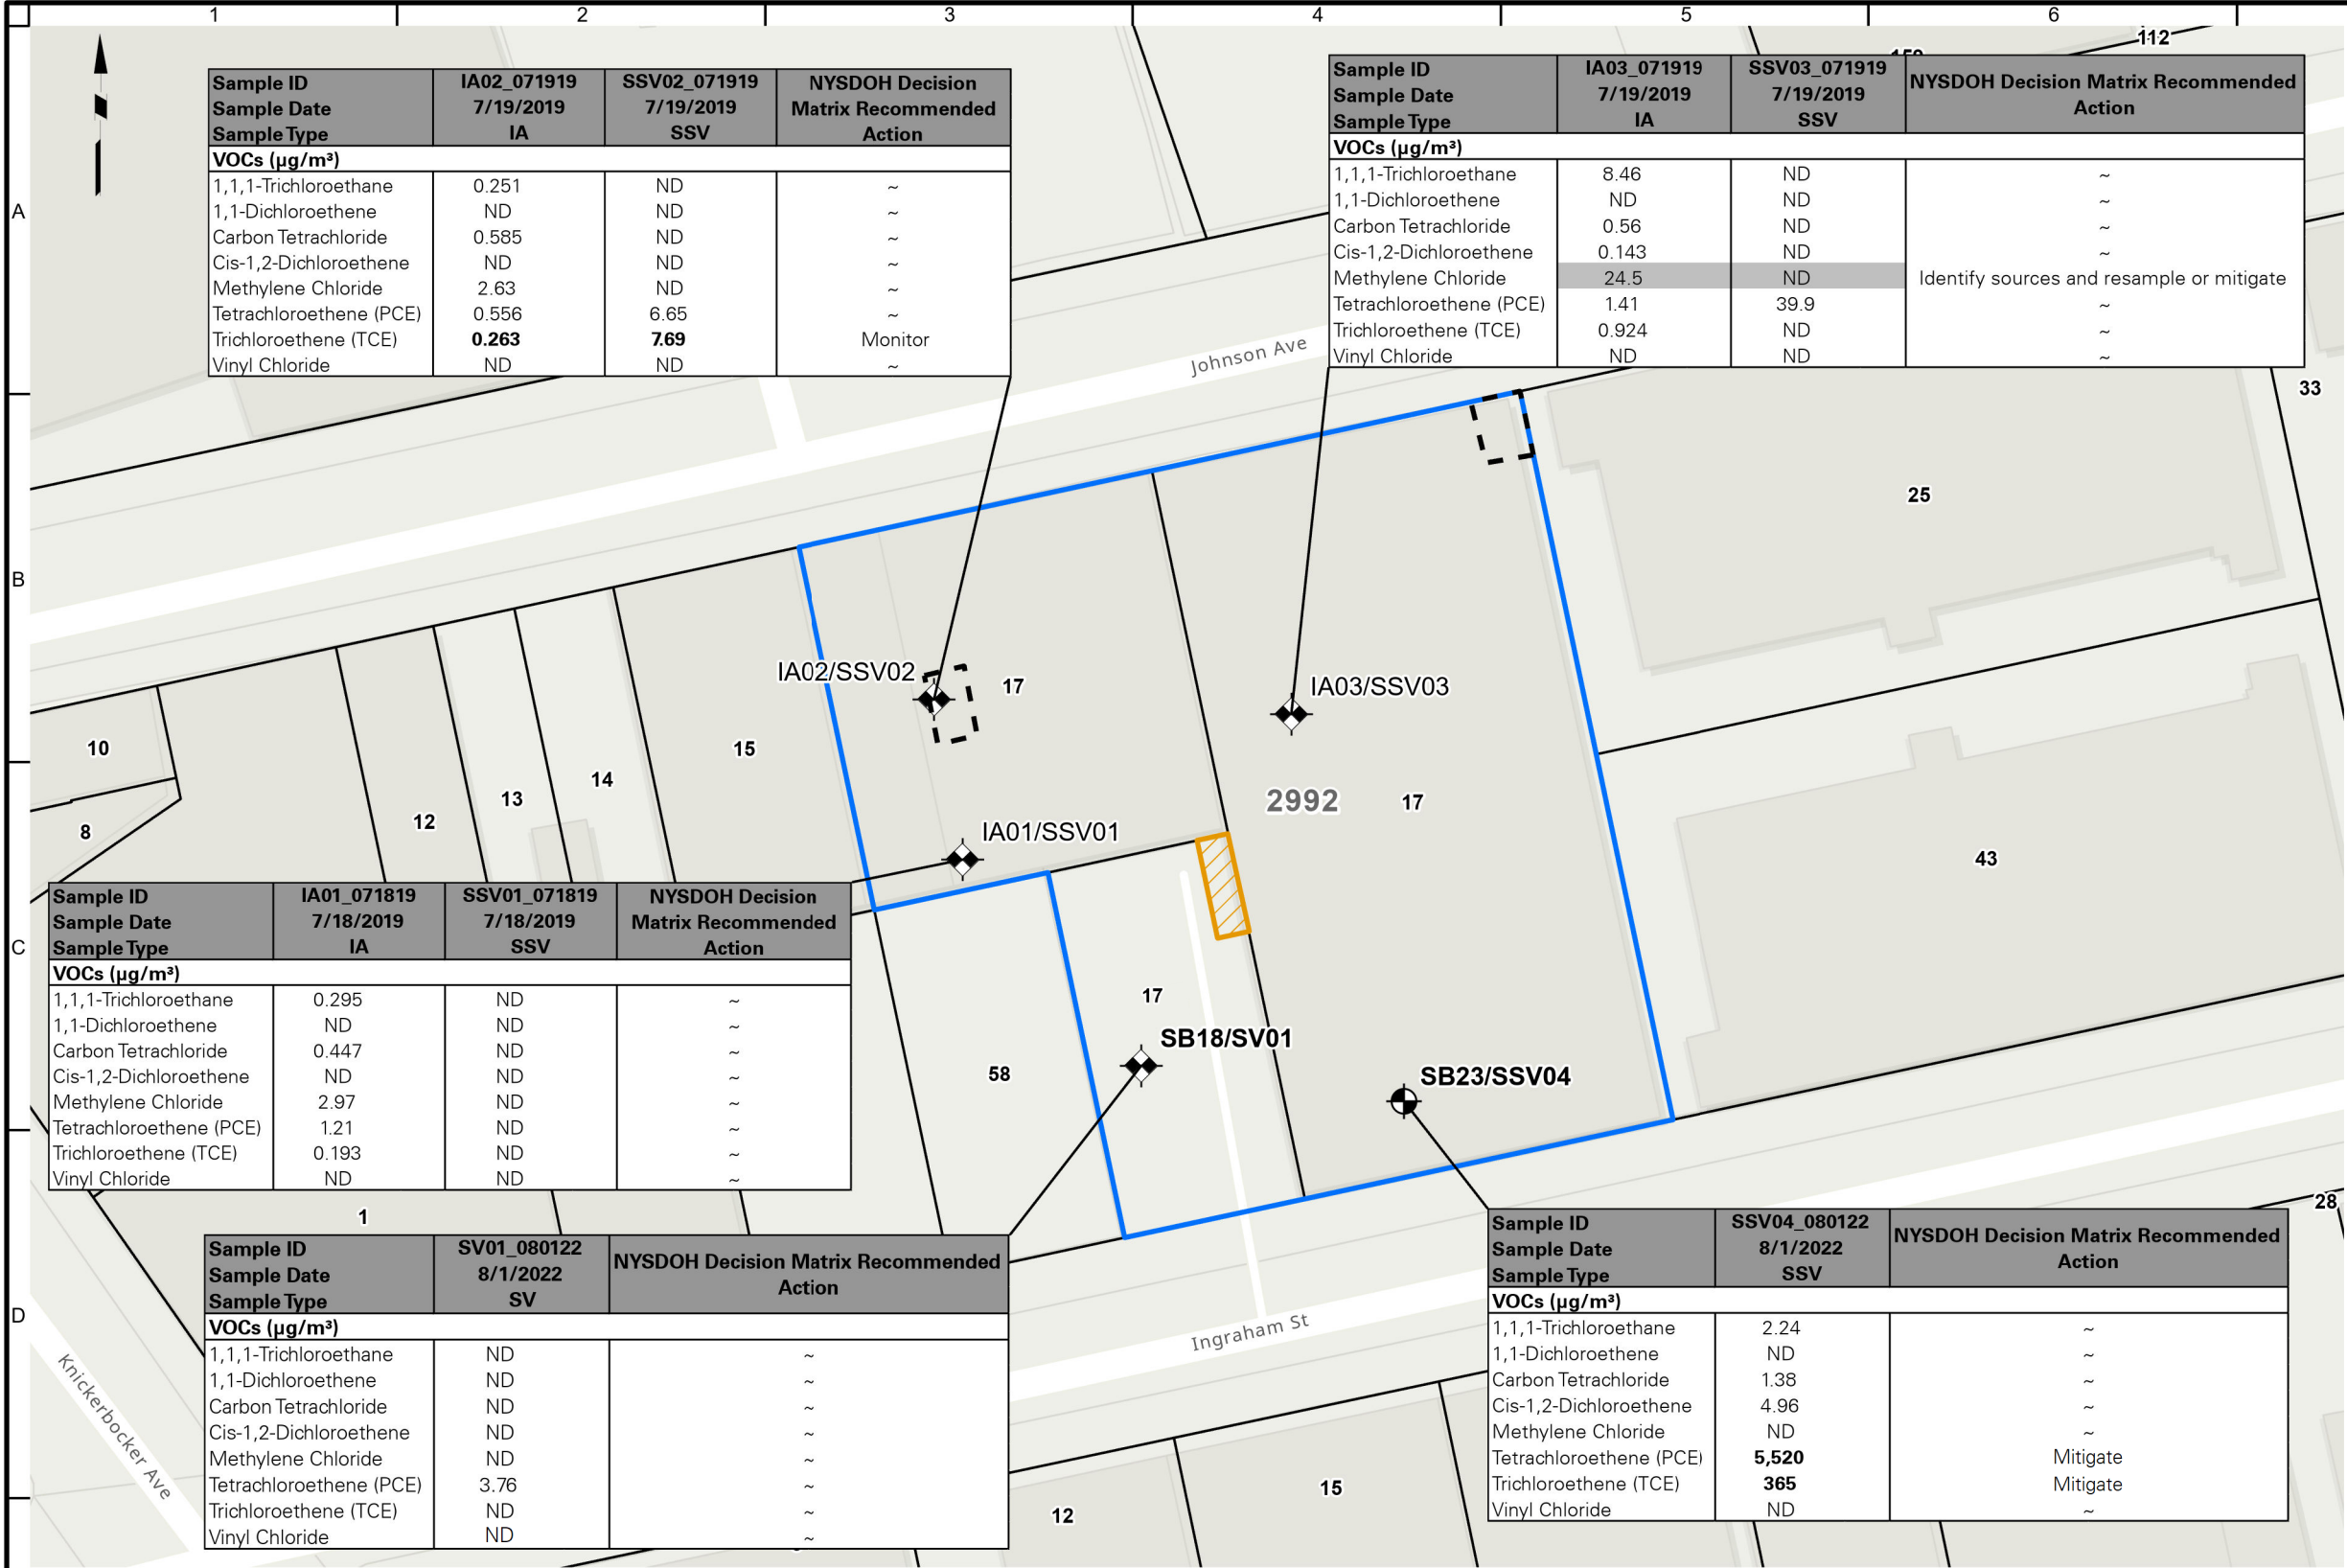 1 2 3 4 5 6
A
B
C
D
112
Sample ID IA02_071919 SSV02_071919 NYSDOH Decision
Sample Date 7/19/2019 7/19/2019 Matrix Recommended
Sample Type IA SSV Action
VOCs (µg/m³)
1,1,1-Trichloroethane 0.251 ND ~
1,1-Dichloroethene ND ND ~
Carbon Tetrachloride 0.585 ND ~
Cis-1,2-Dichloroethene ND ND ~
Methylene Chloride 2.63 ND ~
Tetrachloroethene (PCE) 0.556 6.65 ~
Trichloroethene (TCE) 0.263 7.69 Monitor
Vinyl Chloride ND ND ~
Sample ID IA03_071919 SSV03_071919 NYSDOH Decision Matrix Recommended
Sample Date 7/19/2019 7/19/2019 Action
Sample Type IA SSV
VOCs (µg/m³)
1,1,1-Trichloroethane 8.46 ND ~
1,1-Dichloroethene ND ND ~
Carbon Tetrachloride 0.56 ND ~
Cis-1,2-Dichloroethene 0.143 ND ~
Methylene Chloride 24.5 ND Identify sources and resample or mitigate
Tetrachloroethene (PCE) 1.41 39.9 ~
Trichloroethene (TCE) 0.924 ND ~
Vinyl Chloride ND ND ~
Johnson Ave
33
25
IA02/SSV02
17
IA03/SSV03
10
15
14
13
12
8
2992
17
IA01/SSV01
43
Sample ID IA01_071819 SSV01_071819 NYSDOH Decision
Sample Date 7/18/2019 7/18/2019 Matrix Recommended
Sample Type IA SSV Action
VOCs (µg/m³)
1,1,1-Trichloroethane 0.295 ND ~
1,1-Dichloroethene ND ND ~
Carbon Tetrachloride 0.447 ND ~
Cis-1,2-Dichloroethene ND ND ~
Methylene Chloride 2.97 ND ~
Tetrachloroethene (PCE) 1.21 ND ~
Trichloroethene (TCE) 0.193 ND ~
Vinyl Chloride ND ND ~
17
SB18/SV01
58
SB23/SSV04
1
28
Sample ID SV01_080122 NYSDOH Decision Matrix Recommended
Sample Date 8/1/2022 Action
Sample Type SV
VOCs (µg/m³)
1,1,1-Trichloroethane ND ~
1,1-Dichloroethene ND ~
Carbon Tetrachloride ND ~
Cis-1,2-Dichloroethene ND ~
Methylene Chloride ND ~
Tetrachloroethene (PCE) 3.76 ~
Trichloroethene (TCE) ND ~
Vinyl Chloride ND ~
Sample ID SSV04_080122 NYSDOH Decision Matrix Recommended
Sample Date 8/1/2022 Action
Sample Type SSV
VOCs (µg/m³)
1,1,1-Trichloroethane 2.24 ~
1,1-Dichloroethene ND ~
Carbon Tetrachloride 1.38 ~
Cis-1,2-Dichloroethene 4.96 ~
Methylene Chloride ND ~
Tetrachloroethene (PCE) 5,520 Mitigate
Trichloroethene (TCE) 365 Mitigate
Vinyl Chloride ND ~
Ingraham St
Knickerbocker Ave
15
12